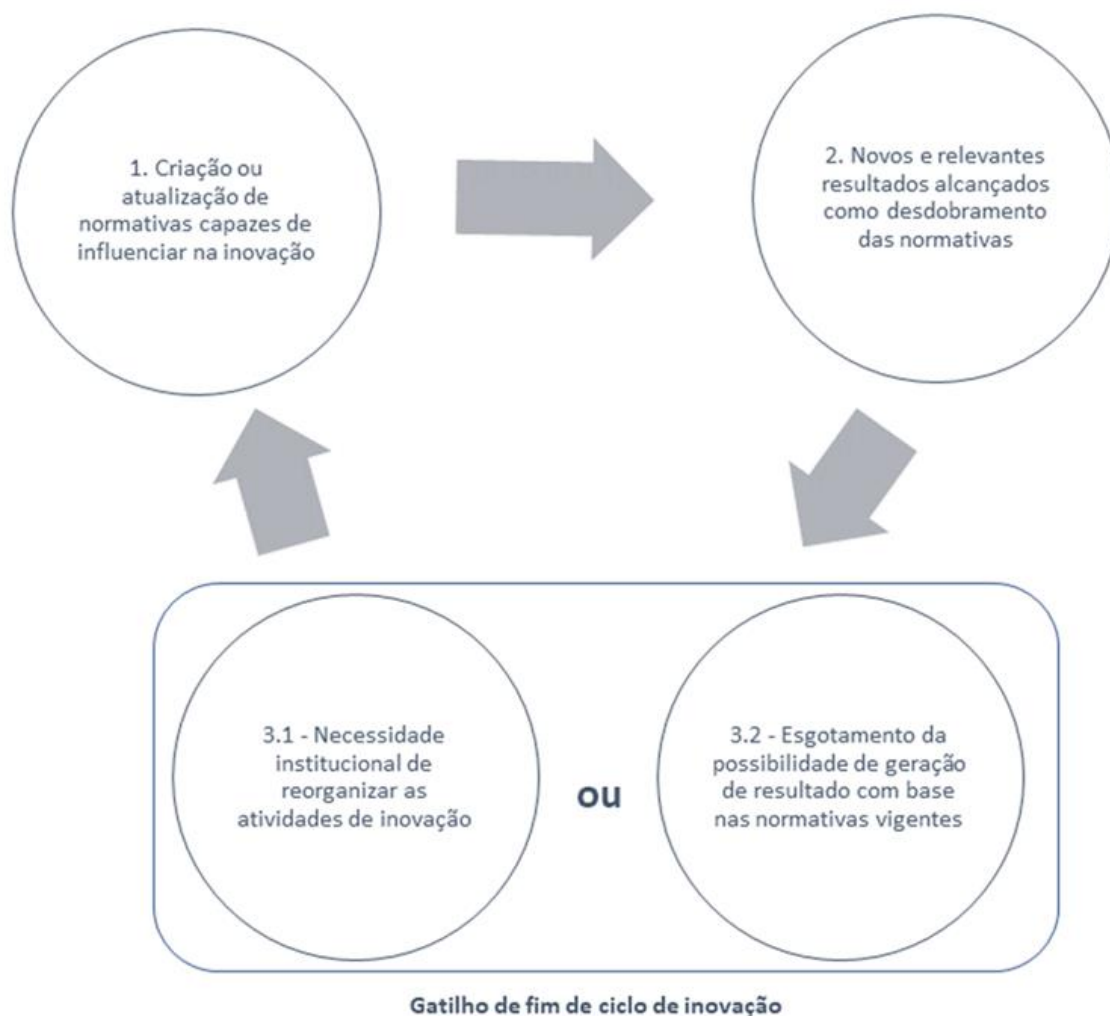 1. Criação ou
atualização de
normativas capazes de
influenciar na inovação
2. Novos e relevantes
resultados alcançados
como desdobramento
das normativas
3.1 - Necessidade
institucional de
reorganizar as
atividades de inovação
ou
3.2 - Esgotamento da
possibilidade de geração
de resultado com base
nas normativas vigentes
Gatilho de fim de ciclo de inovação